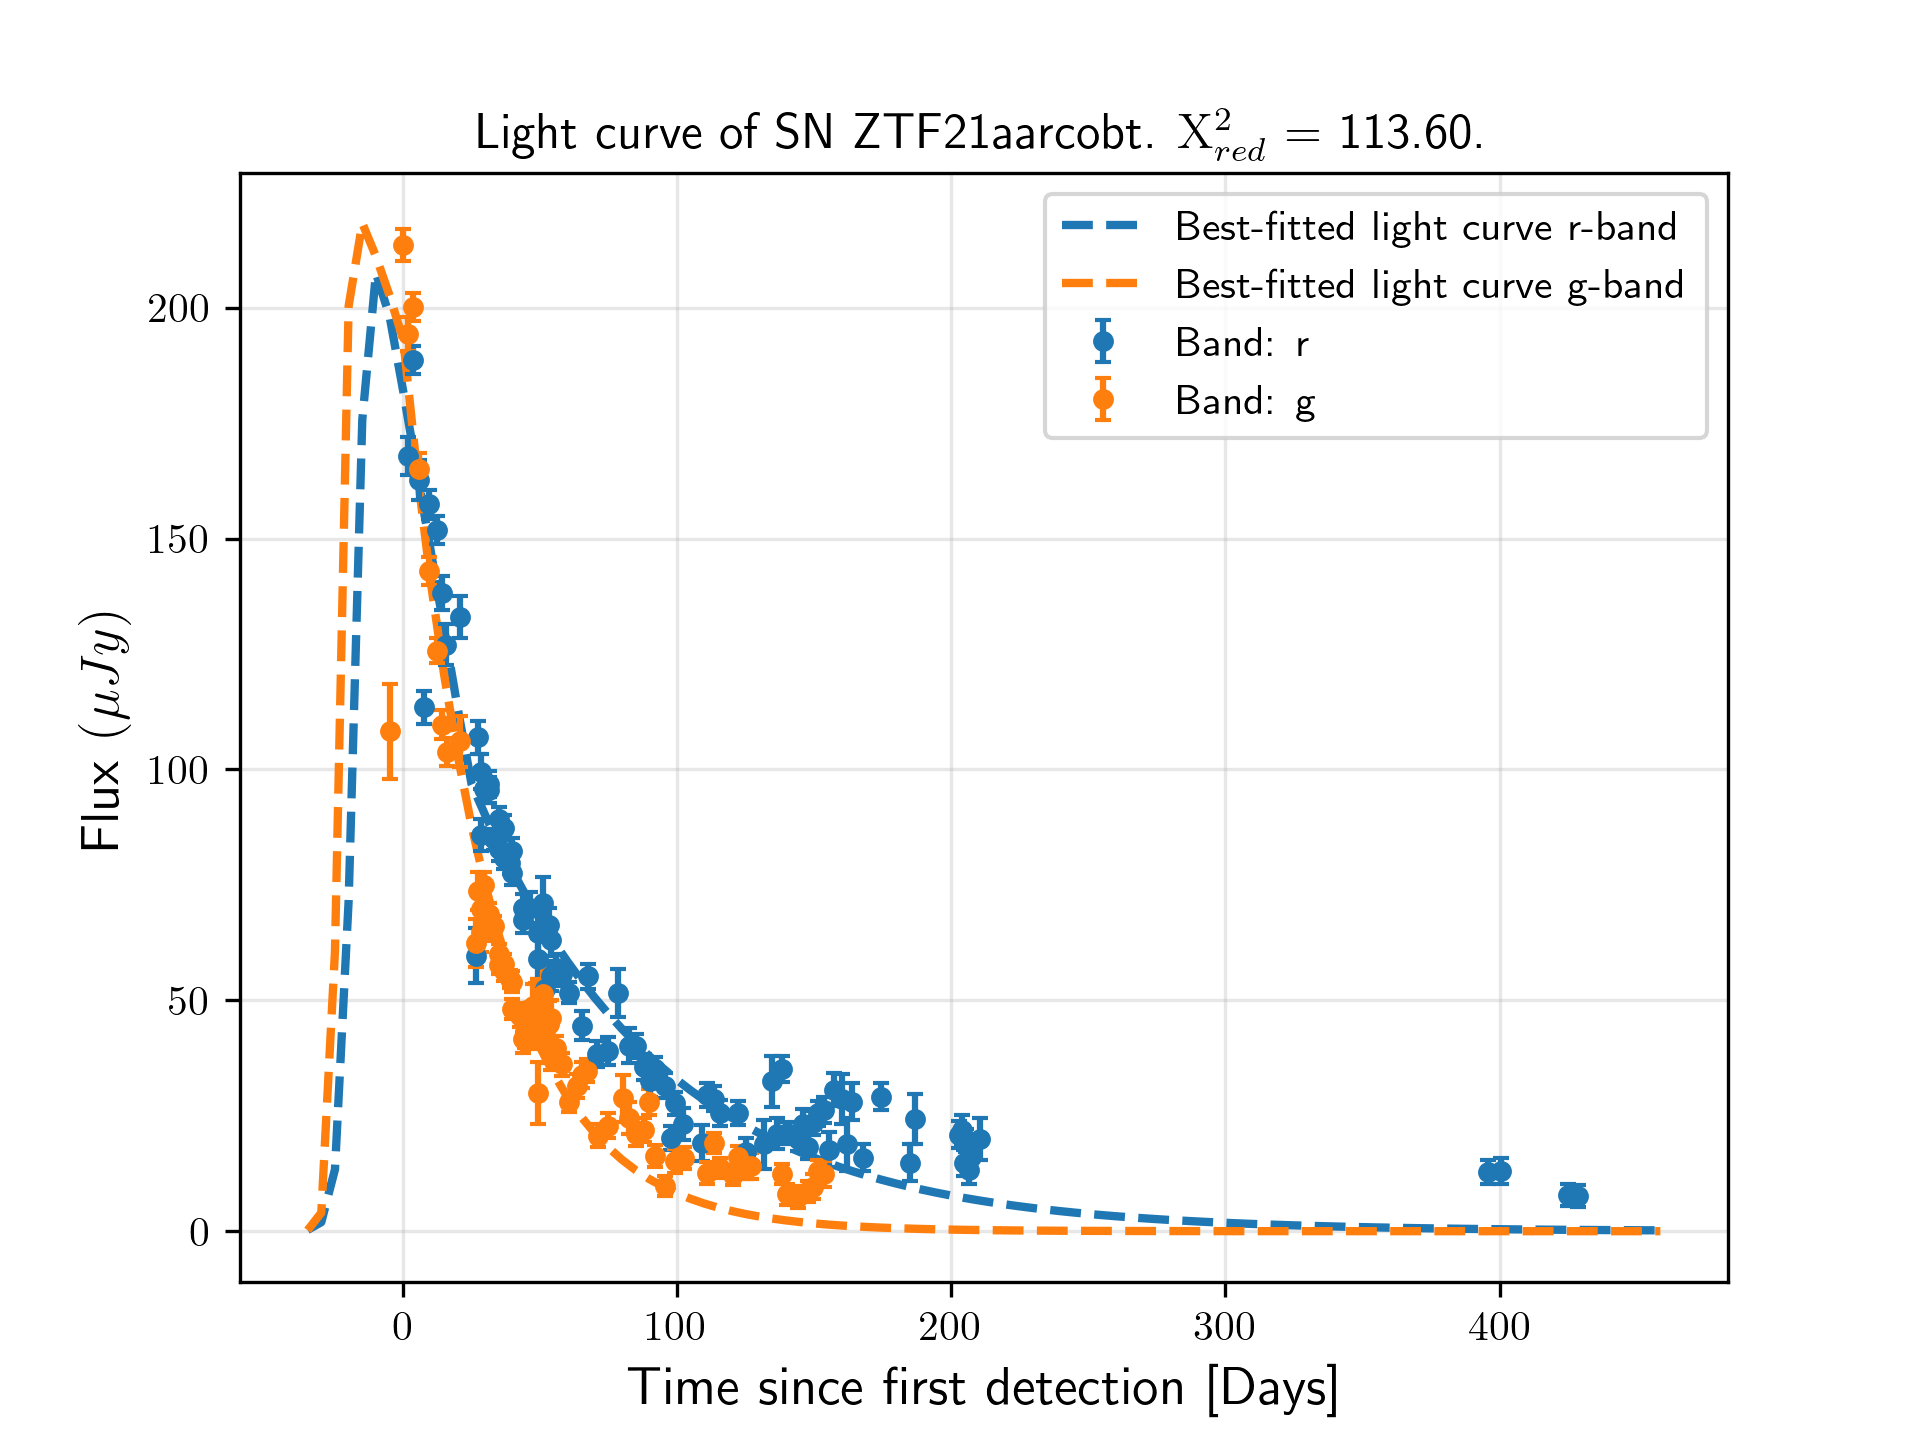 Light curve of SN ZTF21aarcobt. X²_red = 113.60.
Best-fitted light curve r-band
Best-fitted light curve g-band
Band: r
Band: g
Flux (μJy)
200
150
100
50
0
0 100 200 300 400
Time since first detection [Days]